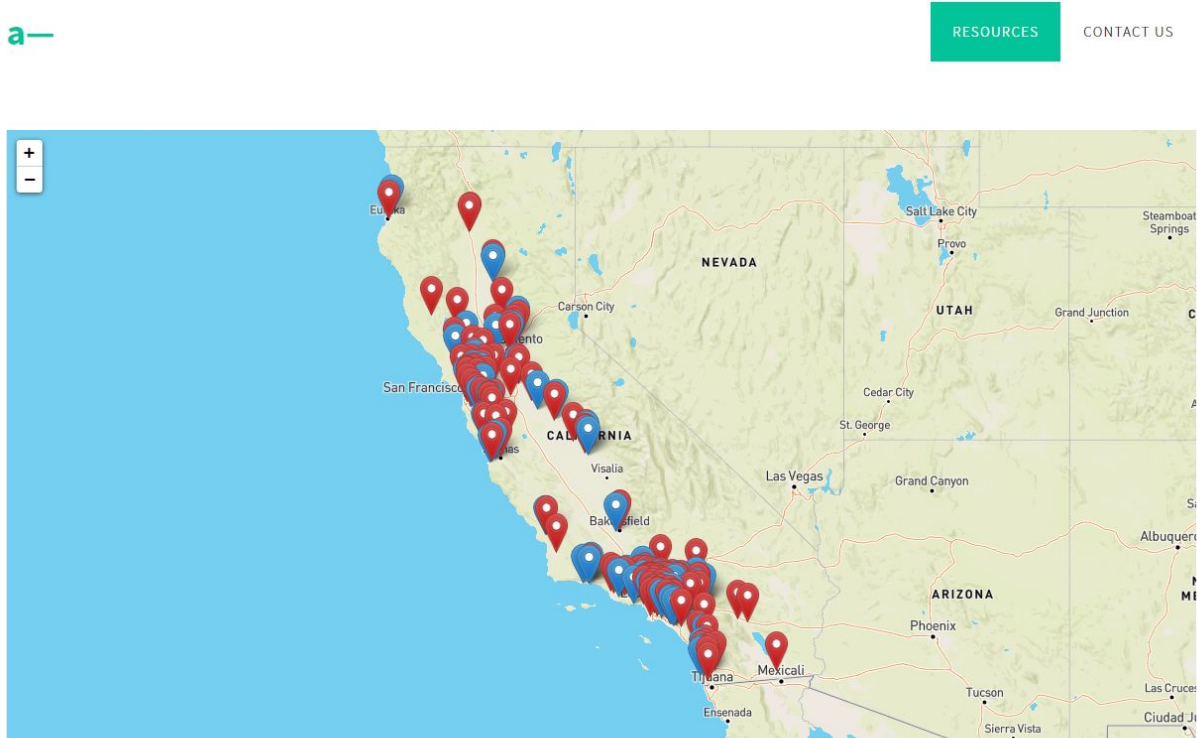 a—
RESOURCES
CONTACT US
+
−
Salt Lake City
Steamboat
Springs
Provo
NEVADA
Carson City
UTAH
Grand Junction
San Francisco
Cedar City
St. George
CALIFORNIA
Visalia
Las Vegas
Grand Canyon
Bakersfield
Albuquerq
ARIZONA
Phoenix
Mexicali
Tijuana
Tucson
Las Cruces
Ensenada
Ciudad Ju
Sierra Vista